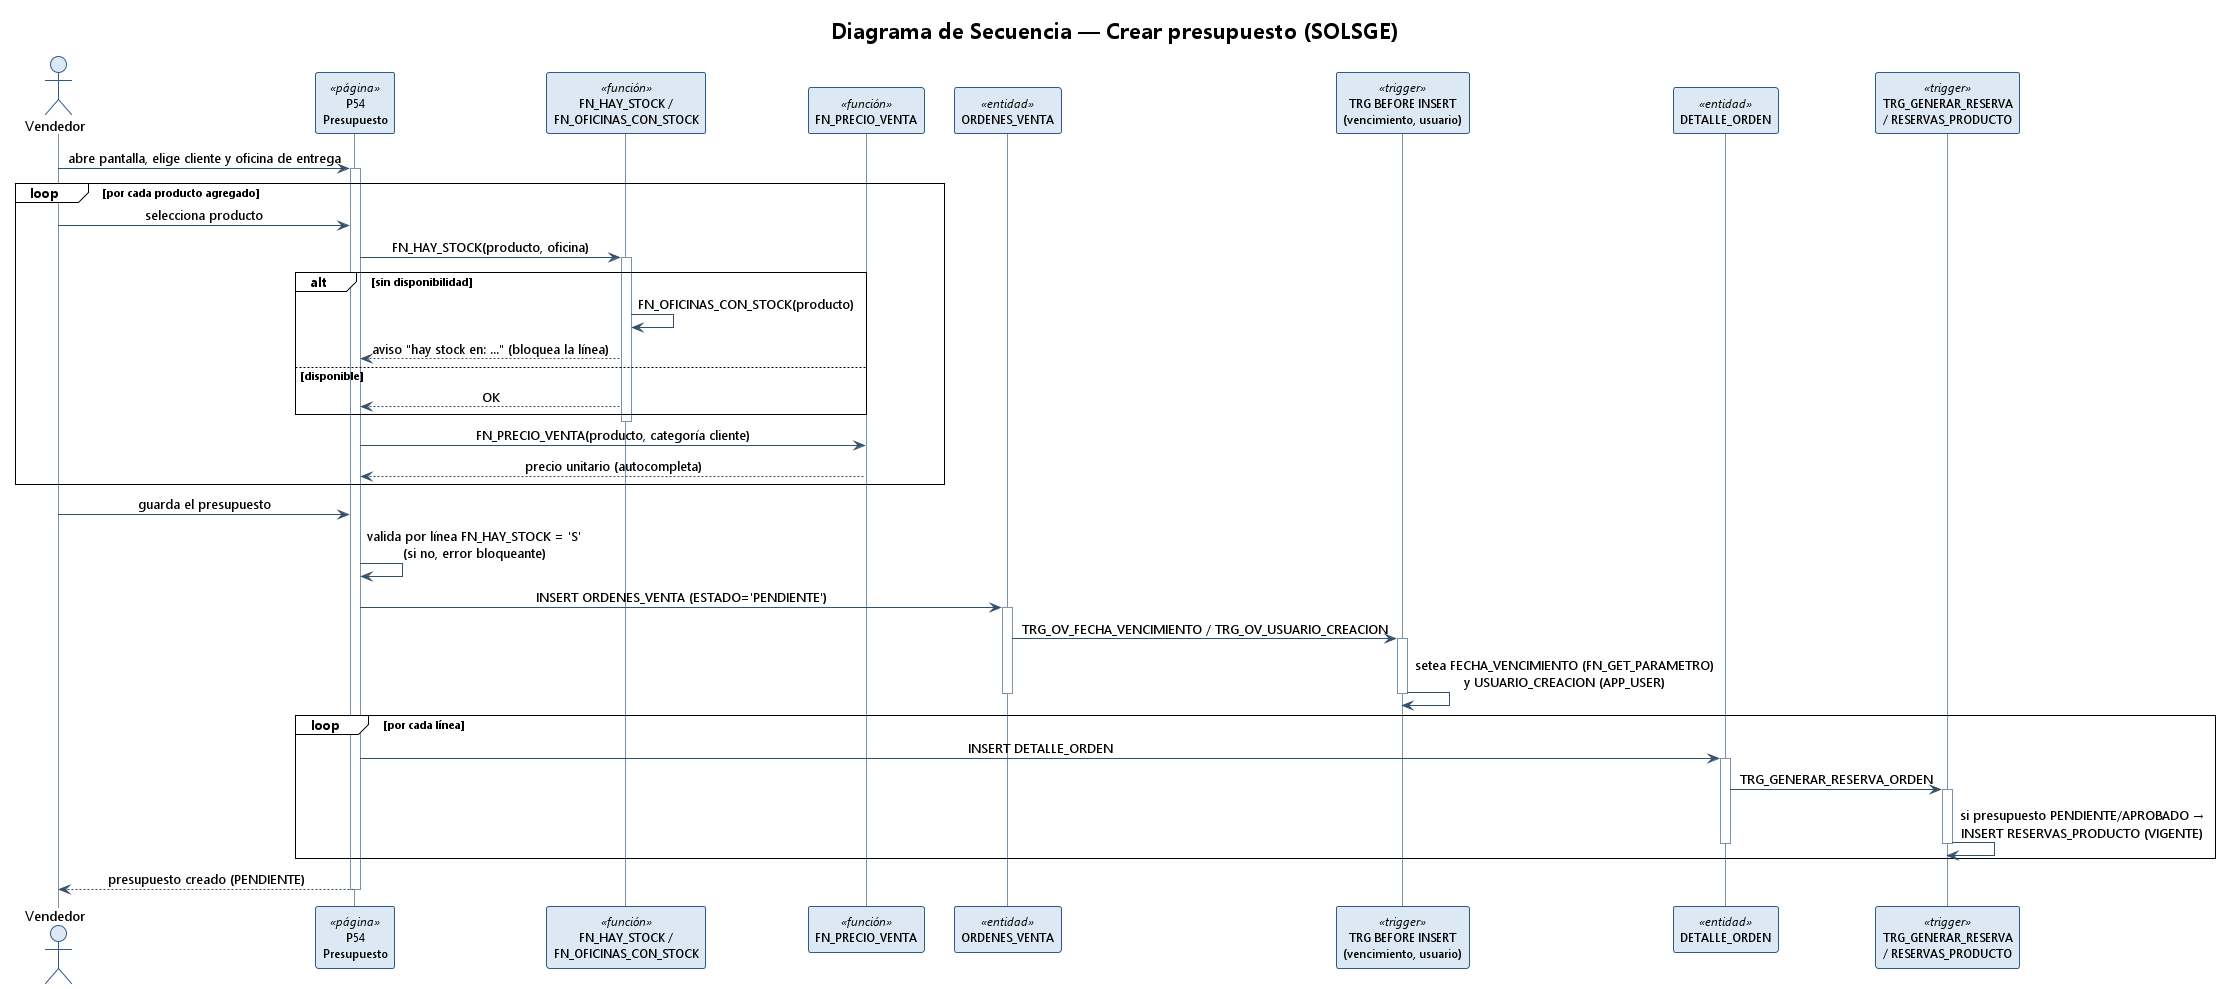 Diagrama de Secuencia — Crear presupuesto (SOLSGE)
Vendedor
«página»
P54
Presupuesto
«función»
FN_HAY_STOCK /
FN_OFICINAS_CON_STOCK
«función»
FN_PRECIO_VENTA
«entidad»
ORDENES_VENTA
«trigger»
TRG BEFORE INSERT
(vencimiento, usuario)
«entidad»
DETALLE_ORDEN
«trigger»
TRG_GENERAR_RESERVA
/ RESERVAS_PRODUCTO
abre pantalla, elige cliente y oficina de entrega
loop [por cada producto agregado]
selecciona producto
FN_HAY_STOCK(producto, oficina)
alt [sin disponibilidad]
FN_OFICINAS_CON_STOCK(producto)
aviso "hay stock en: ..." (bloquea la línea)
[disponible]
OK
FN_PRECIO_VENTA(producto, categoría cliente)
precio unitario (autocompleta)
guarda el presupuesto
valida por línea FN_HAY_STOCK = 'S'
(si no, error bloqueante)
INSERT ORDENES_VENTA (ESTADO='PENDIENTE')
TRG_OV_FECHA_VENCIMIENTO / TRG_OV_USUARIO_CREACION
setea FECHA_VENCIMIENTO (FN_GET_PARAMETRO)
y USUARIO_CREACION (APP_USER)
loop [por cada línea]
INSERT DETALLE_ORDEN
TRG_GENERAR_RESERVA_ORDEN
si presupuesto PENDIENTE/APROBADO →
INSERT RESERVAS_PRODUCTO (VIGENTE)
presupuesto creado (PENDIENTE)
Vendedor
«página»
P54
Presupuesto
«función»
FN_HAY_STOCK /
FN_OFICINAS_CON_STOCK
«función»
FN_PRECIO_VENTA
«entidad»
ORDENES_VENTA
«trigger»
TRG BEFORE INSERT
(vencimiento, usuario)
«entidad»
DETALLE_ORDEN
«trigger»
TRG_GENERAR_RESERVA
/ RESERVAS_PRODUCTO